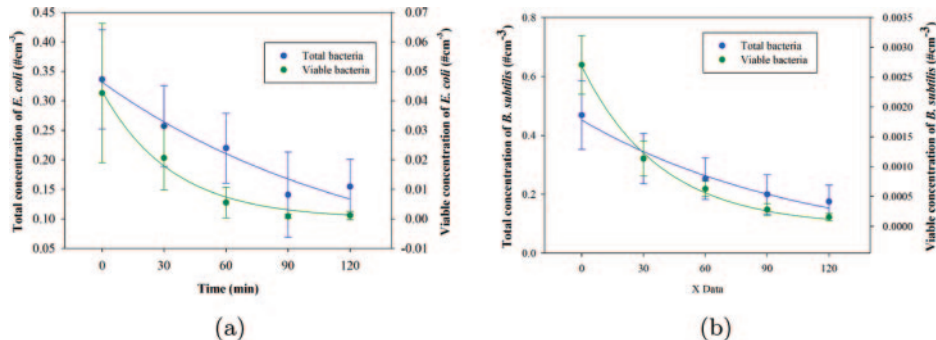 Total concentration of E. coli (#cm-3)
0.45
0.40
0.35
0.30
0.25
0.20
0.15
0.10
0.05
0.07
0.06
0.05
0.04
0.03
0.02
0.01
0.00
-0.01
Viable concentration of E. coli (#cm-3)
Total bacteria
Viable bacteria
0 30 60 90 120
Time (min)
(a)
Total concentration of B. subtilis (#cm-3)
0.8
0.6
0.4
0.2
0.0
0.0035
0.0030
0.0025
0.0020
0.0015
0.0010
0.0005
0.0000
Viable concentration of B. subtilis (#cm-3)
Total bacteria
Viable bacteria
0 30 60 90 120
X Data
(b)